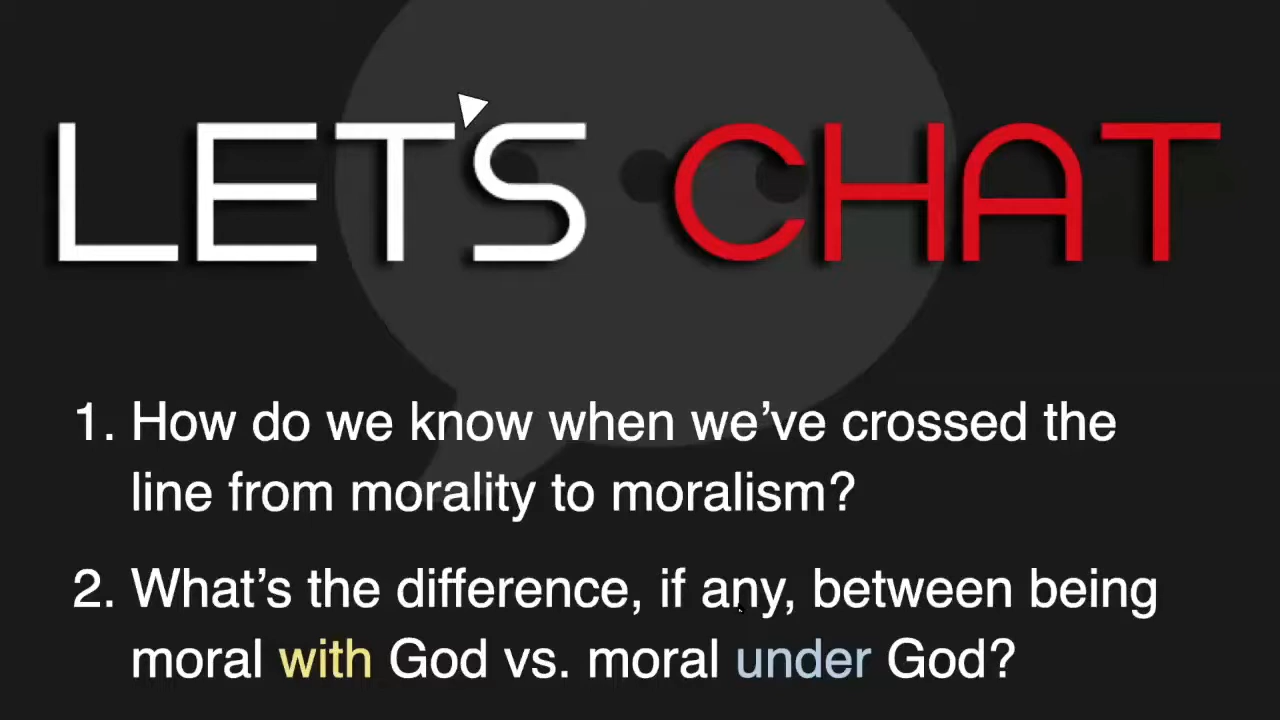 LET'S CHAT
1. How do we know when we’ve crossed the
line from morality to moralism?
2. What’s the difference, if any, between being
moral with God vs. moral under God?